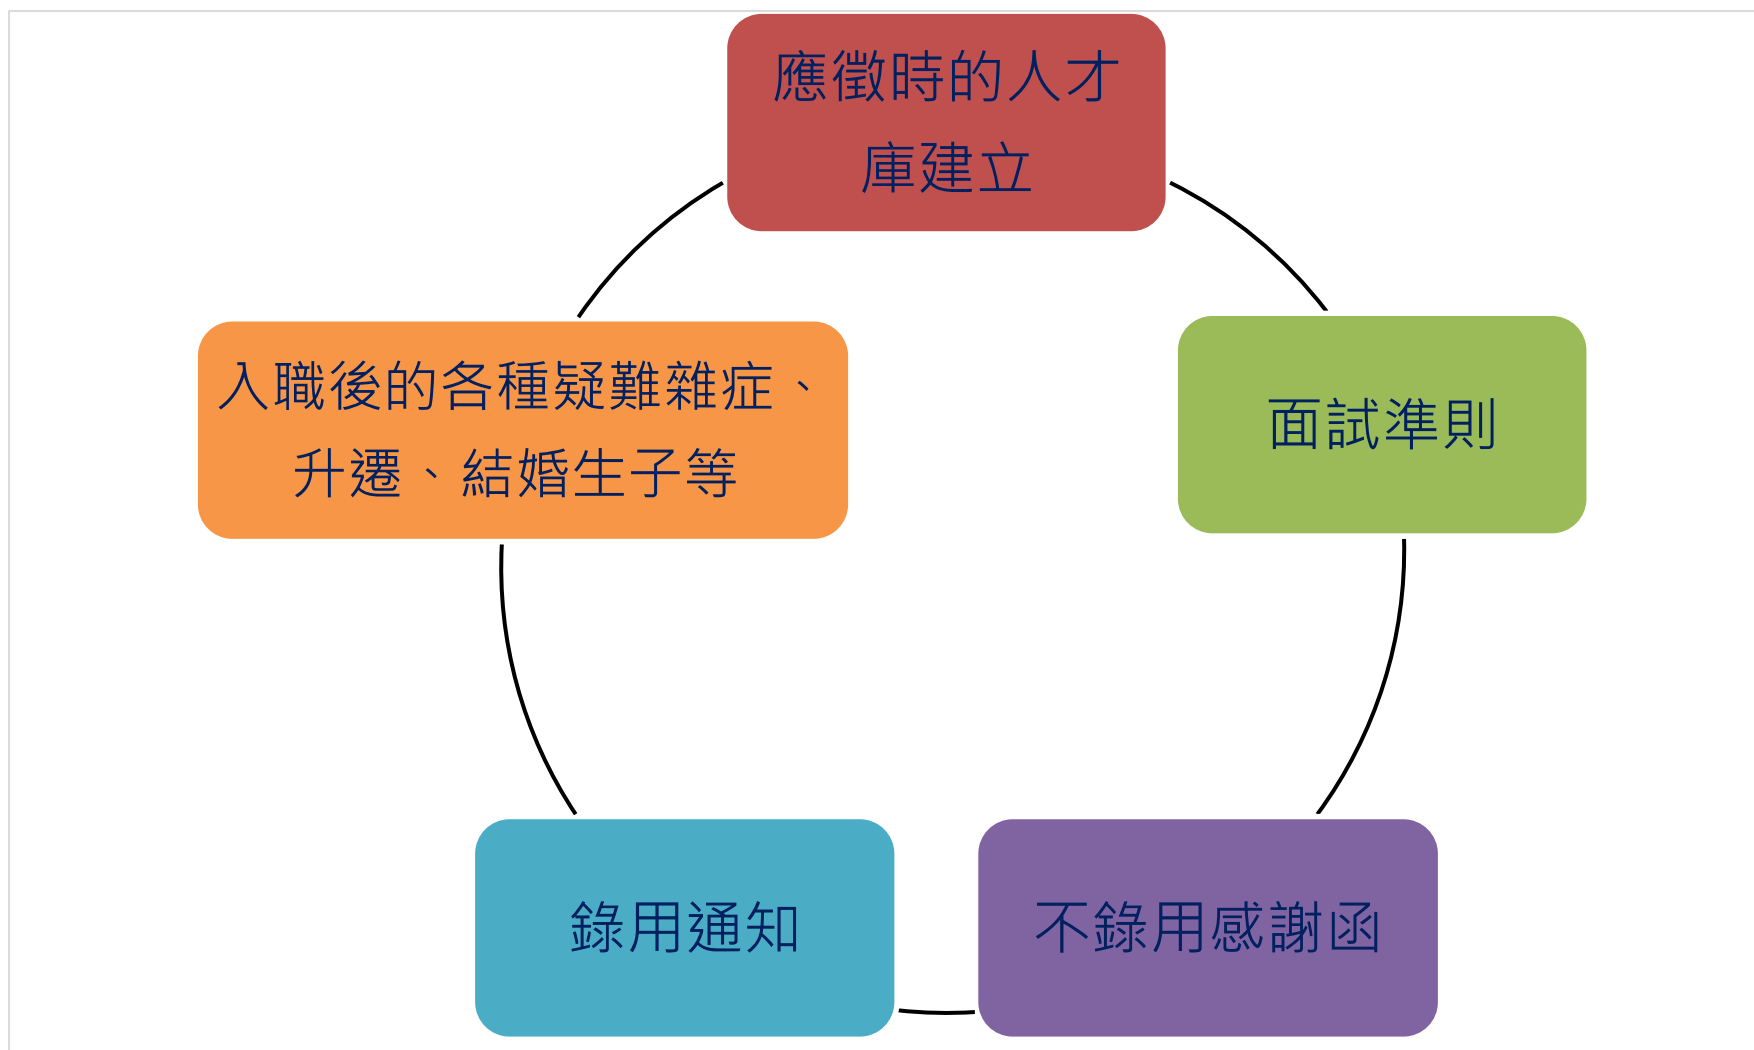 應徵時的人才
庫建立
面試準則
不錄用感謝函
錄用通知
入職後的各種疑難雜症、
升遷、結婚生子等